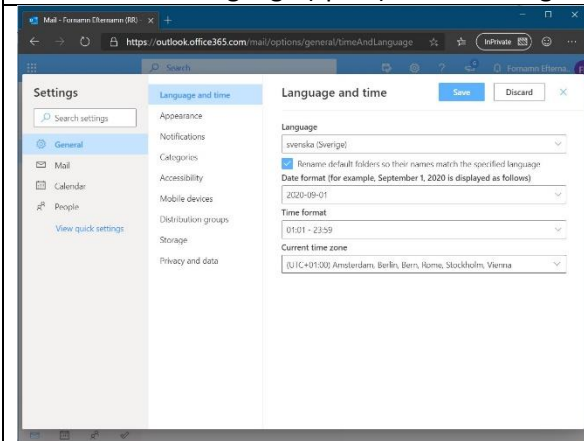 Mail - Fornamn Efternamn (RR) -
https://outlook.office365.com/mail/options/general/timeAndLanguage
InPrivate
Search
Fornamn Efterna..
Settings
Search settings
General
Mail
Calendar
People
View quick settings
Language and time
Appearance
Notifications
Categories
Accessibility
Mobile devices
Distribution groups
Storage
Privacy and data
Language and time
Save
Discard
Language
svenska (Sverige)
Rename default folders so their names match the specified language
Date format (for example, September 1, 2020 is displayed as follows)
2020-09-01
Time format
01:01 - 23:59
Current time zone
(UTC+01:00) Amsterdam, Berlin, Bern, Rome, Stockholm, Vienna